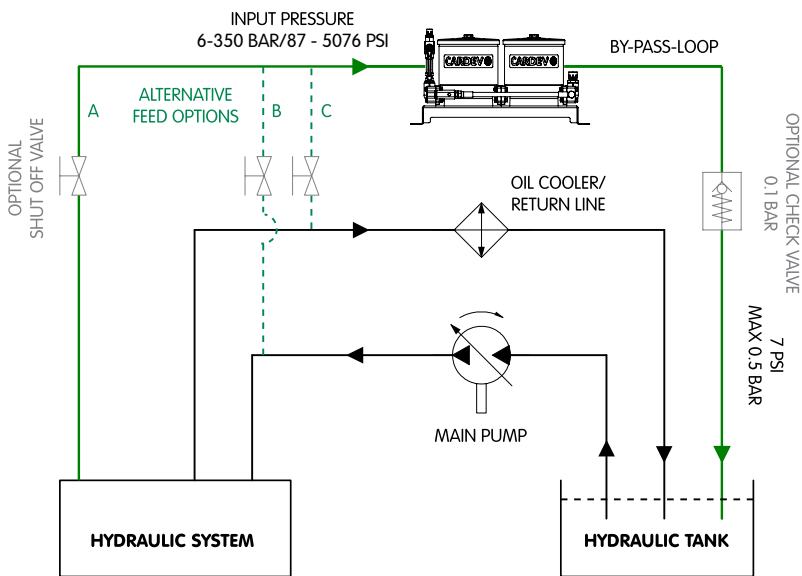 INPUT PRESSURE
6-350 BAR/87 - 5076 PSI
BY-PASS-LOOP
CARDEV
CARDEV
ALTERNATIVE
FEED OPTIONS
A
B
C
OPTIONAL
SHUT OFF VALVE
OIL COOLER/
RETURN LINE
OPTIONAL CHECK VALVE
0.1 BAR
7 PSI
MAX 0.5 BAR
MAIN PUMP
HYDRAULIC SYSTEM
HYDRAULIC TANK